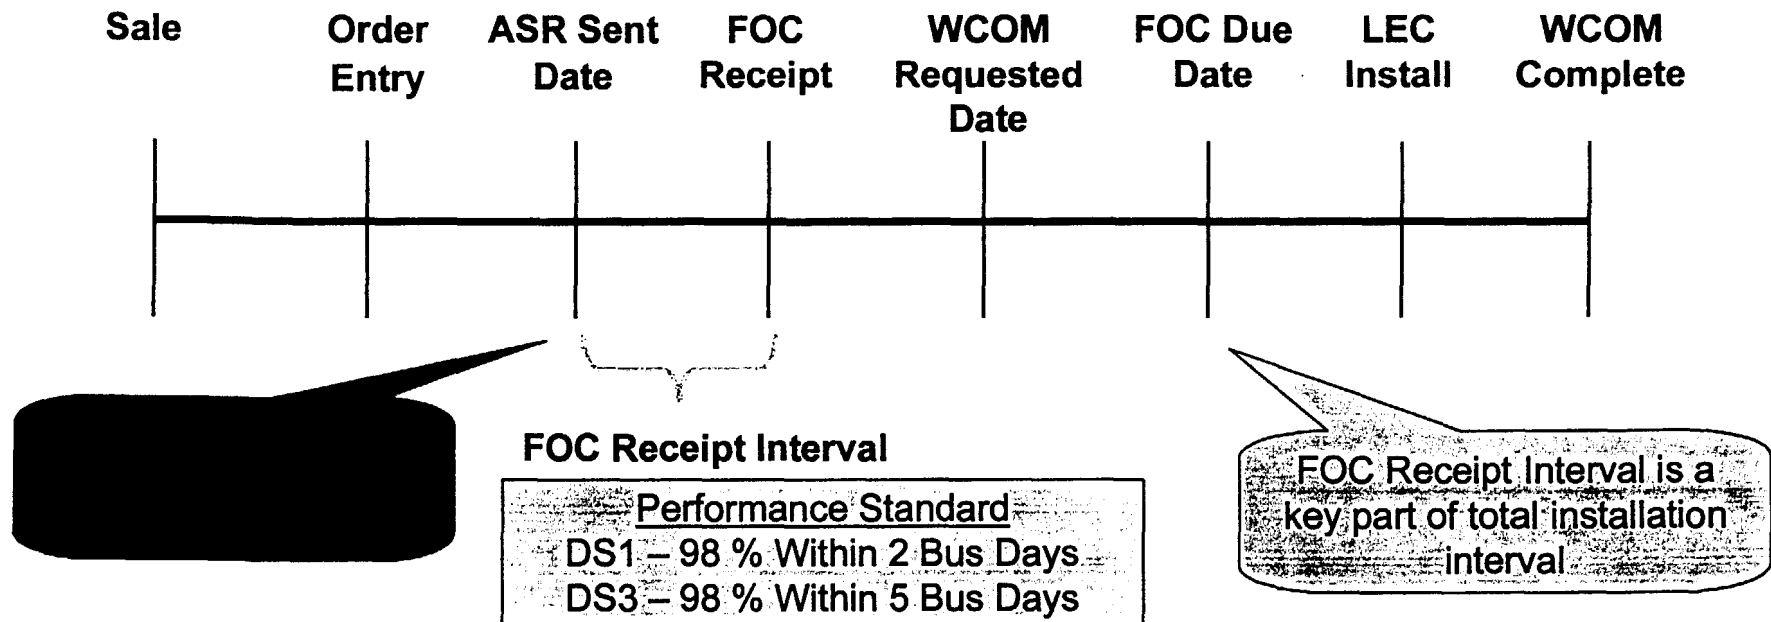 Sale
Order
Entry
ASR Sent
Date
FOC
Receipt
WCOM
Requested
Date
FOC Due
Date
LEC
Install
WCOM
Complete
FOC Receipt Interval
Performance Standard
DS1 – 98 % Within 2 Bus Days
DS3 – 98 % Within 5 Bus Days
FOC Receipt Interval is a
key part of total installation
interval